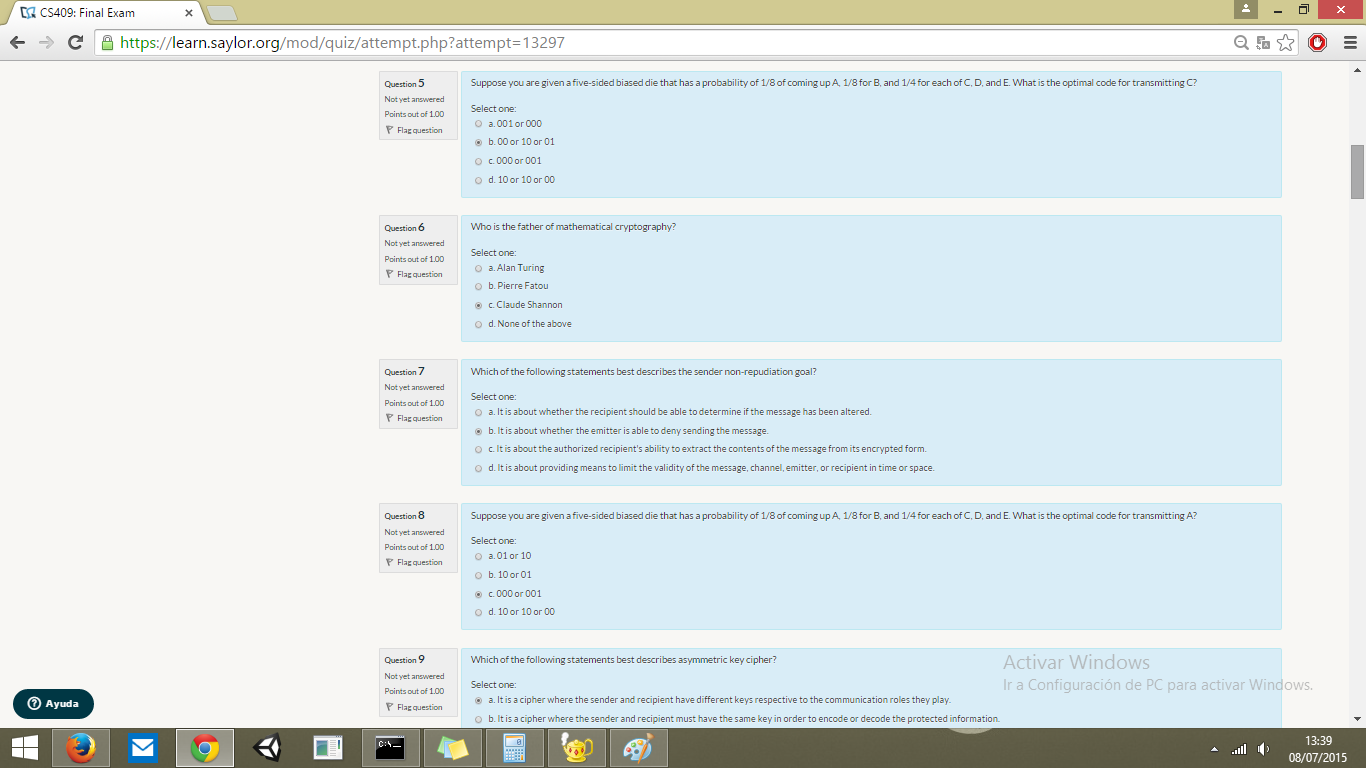 CS409: Final Exam
https://learn.saylor.org/mod/quiz/attempt.php?attempt=13297
Question 5
Not yet answered
Points out of 1.00
Flag question
Suppose you are given a five-sided biased die that has a probability of 1/8 of coming up A, 1/8 for B, and 1/4 for each of C, D, and E. What is the optimal code for transmitting C?
Select one:
a. 001 or 000
b. 00 or 10 or 01
c. 000 or 001
d. 10 or 10 or 00
Question 6
Not yet answered
Points out of 1.00
Flag question
Who is the father of mathematical cryptography?
Select one:
a. Alan Turing
b. Pierre Fatou
c. Claude Shannon
d. None of the above
Question 7
Not yet answered
Points out of 1.00
Flag question
Which of the following statements best describes the sender non-repudiation goal?
Select one:
a. It is about whether the recipient should be able to determine if the message has been altered.
b. It is about whether the emitter is able to deny sending the message.
c. It is about the authorized recipient's ability to extract the contents of the message from its encrypted form.
d. It is about providing means to limit the validity of the message, channel, emitter, or recipient in time or space.
Question 8
Not yet answered
Points out of 1.00
Flag question
Suppose you are given a five-sided biased die that has a probability of 1/8 of coming up A, 1/8 for B, and 1/4 for each of C, D, and E. What is the optimal code for transmitting A?
Select one:
a. 01 or 10
b. 10 or 01
c. 000 or 001
d. 10 or 10 or 00
Question 9
Not yet answered
Points out of 1.00
Flag question
Which of the following statements best describes asymmetric key cipher?
Select one:
a. It is a cipher where the sender and recipient have different keys respective to the communication roles they play.
b. It is a cipher where the sender and recipient must have the same key in order to encode or decode the protected information.
Activar Windows
Ir a Configuración de PC para activar Windows.
Ayuda
13:39
08/07/2015